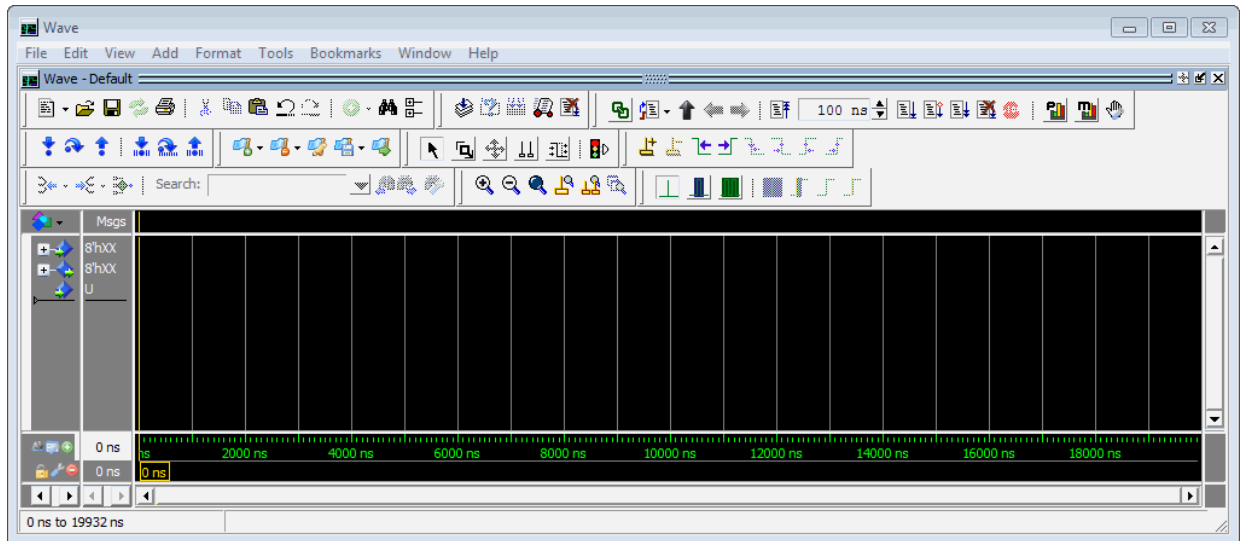 Wave
File Edit View Add Format Tools Bookmarks Window Help
Wave - Default
100 ns
Search:
Msgs
8'hXX
8'hXX
U
0 ns
ns 2000 ns 4000 ns 6000 ns 8000 ns 10000 ns 12000 ns 14000 ns 16000 ns 18000 ns
0 ns 0 ns
0 ns to 19932 ns